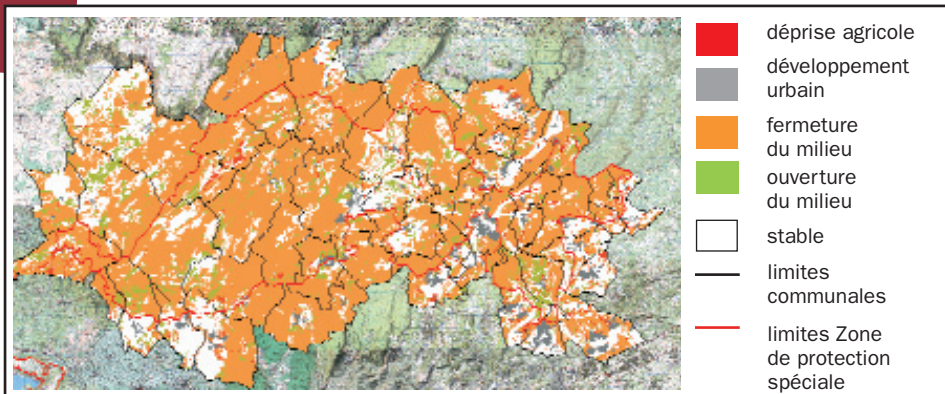 déprise agricole
développement
urbain
fermeture
du milieu
ouverture
du milieu
stable
limites
communales
limites Zone
de protection
spéciale